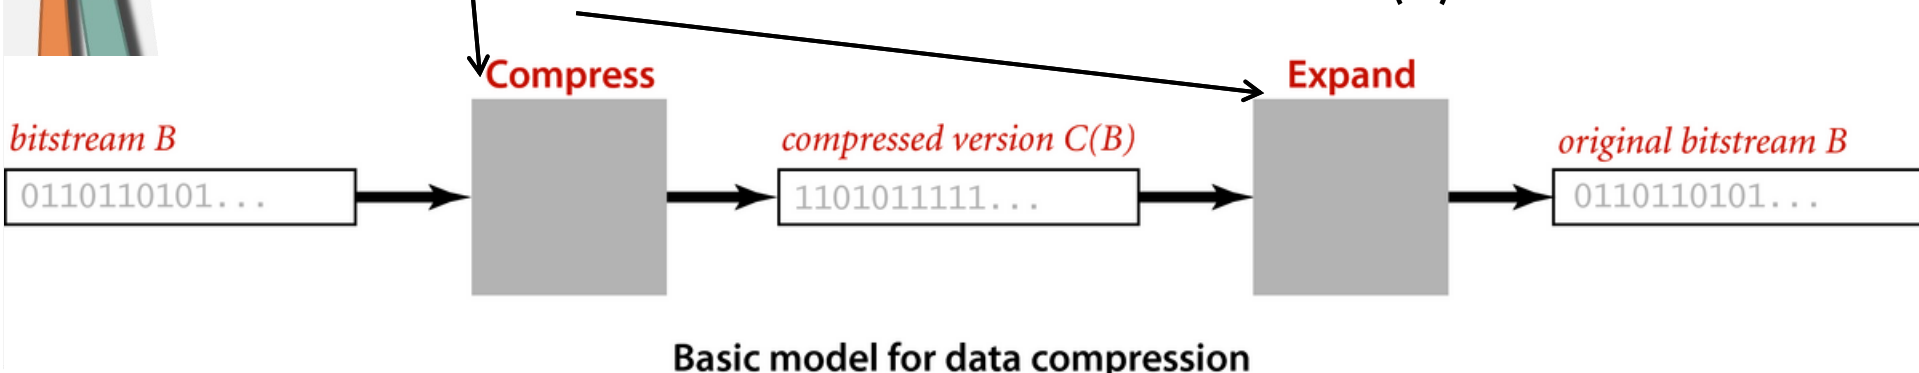 Compress
Expand
bitstream B
compressed version C(B)
original bitstream B
0110110101...
1101011111...
0110110101...
Basic model for data compression